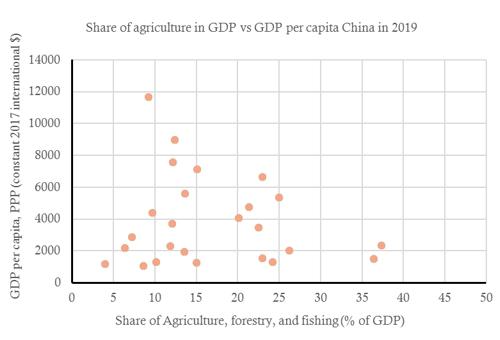 Share of agriculture in GDP vs GDP per capita China in 2019
GDP per capita, PPP (constant 2017 international $)
14000
12000
10000
8000
6000
4000
2000
0
0 5 10 15 20 25 30 35 40 45 50
Share of Agriculture, forestry, and fishing (% of GDP)